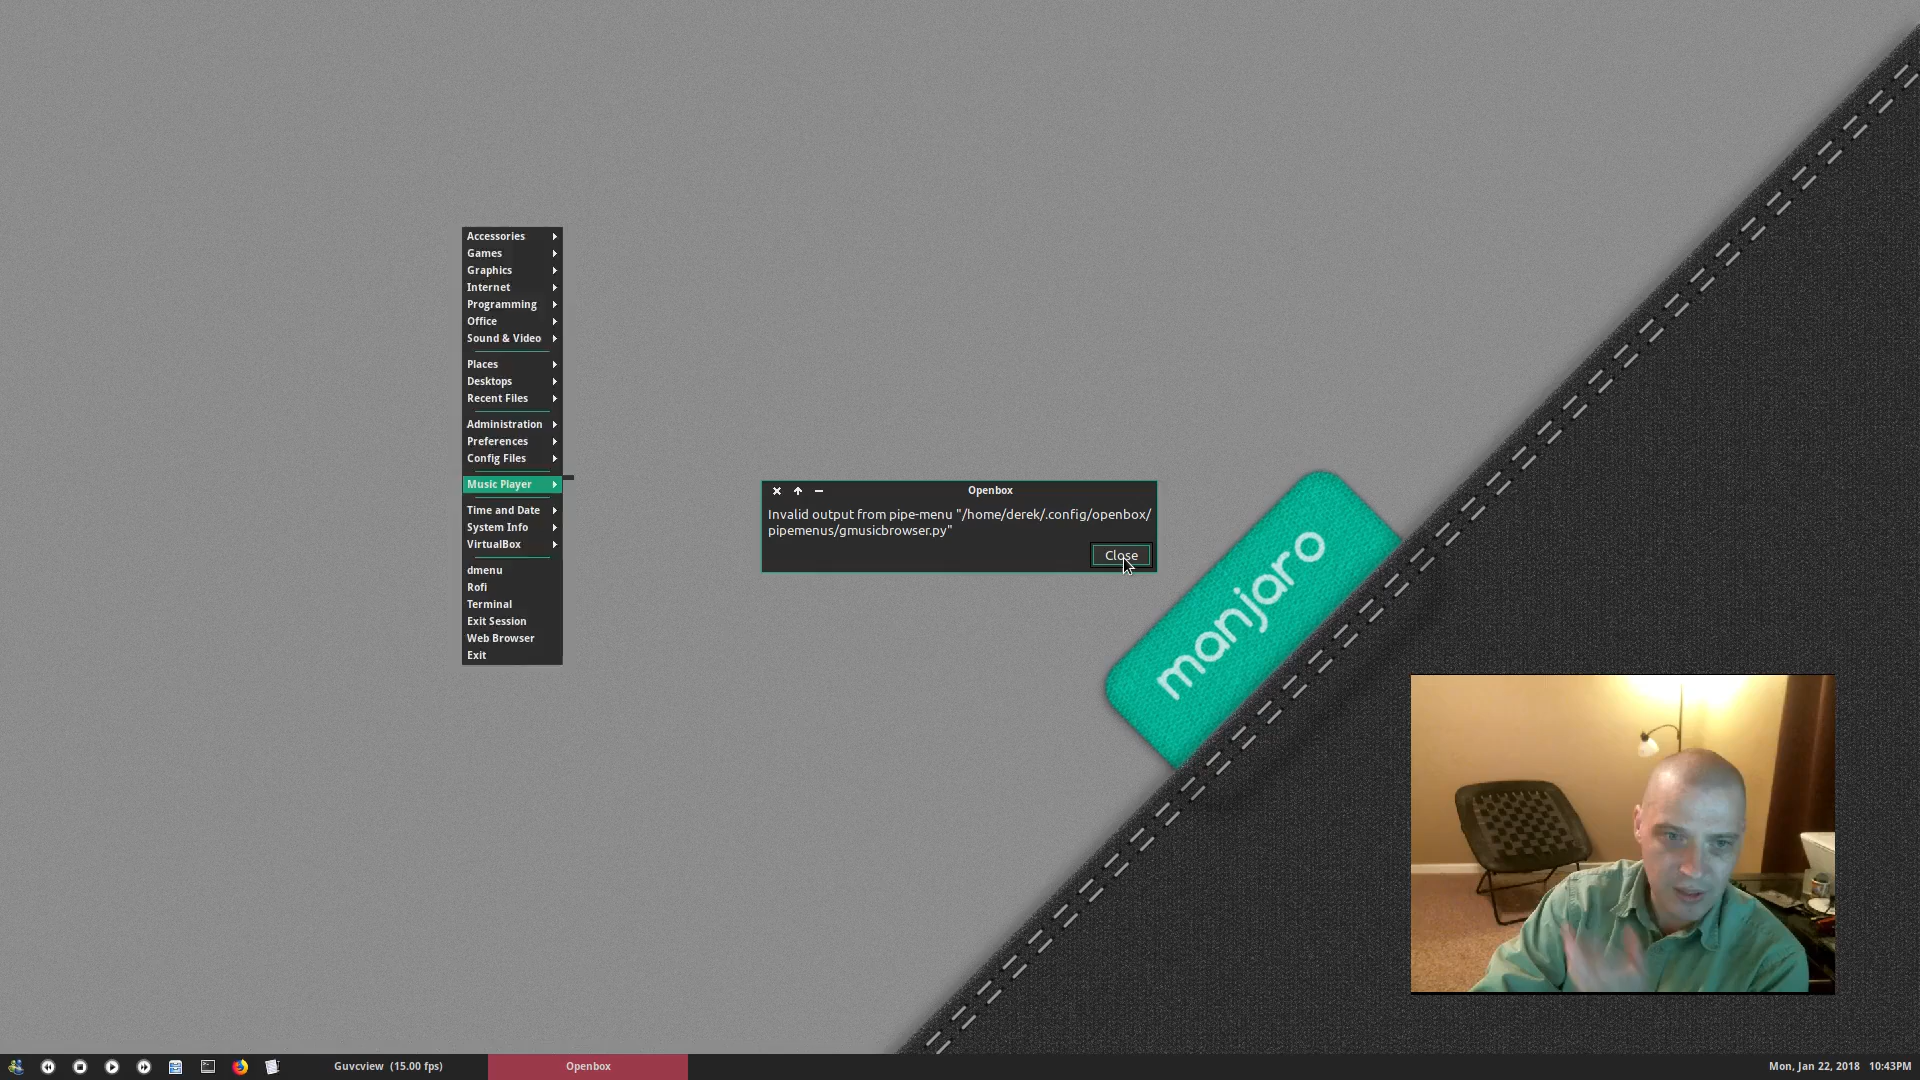 Accessories
Games
Graphics
Internet
Programming
Office
Sound & Video
Places
Desktops
Recent Files
Administration
Preferences
Config Files
Music Player
Time and Date
System Info
VirtualBox
dmenu
Rofi
Terminal
Exit Session
Web Browser
Exit
Openbox
Invalid output from pipe-menu "/home/derek/.config/openbox/
pipemenus/gmusicbrowser.py"
Close
manjaro
Guvcview (15.00 fps)
Openbox
Mon, Jan 22, 2018 10:43PM